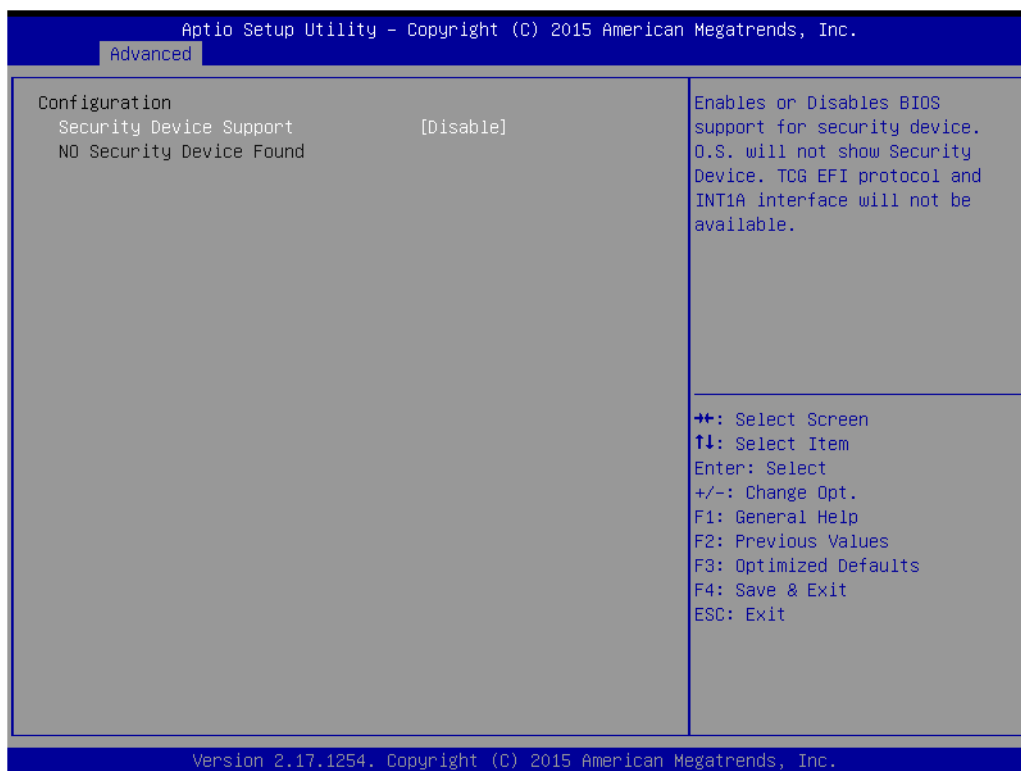 Aptio Setup Utility – Copyright (C) 2015 American Megatrends, Inc.
Advanced
Configuration
Security Device Support [Disable]
NO Security Device Found
Enables or Disables BIOS
support for security device.
O.S. will not show Security
Device. TCG EFI protocol and
INT1A interface will not be
available.
→←: Select Screen
↑↓: Select Item
Enter: Select
+/-: Change Opt.
F1: General Help
F2: Previous Values
F3: Optimized Defaults
F4: Save & Exit
ESC: Exit
Version 2.17.1254. Copyright (C) 2015 American Megatrends, Inc.